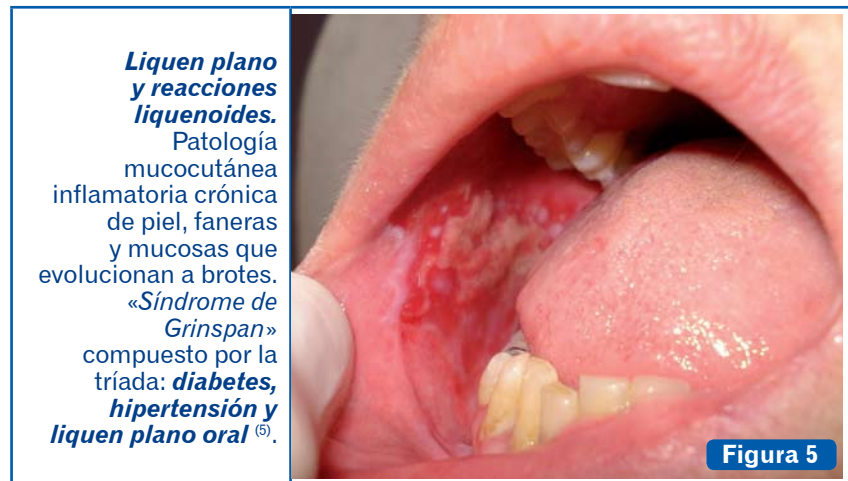 Liquen plano
y reacciones
liquenoides.
Patología
mucocutánea
inflamatoria crónica
de piel, faneras
y mucosas que
evolucionan a brotes.
«Síndrome de
Grinspan»
compuesto por la
tríada: diabetes,
hipertensión y
liquen plano oral (5).
Figura 5